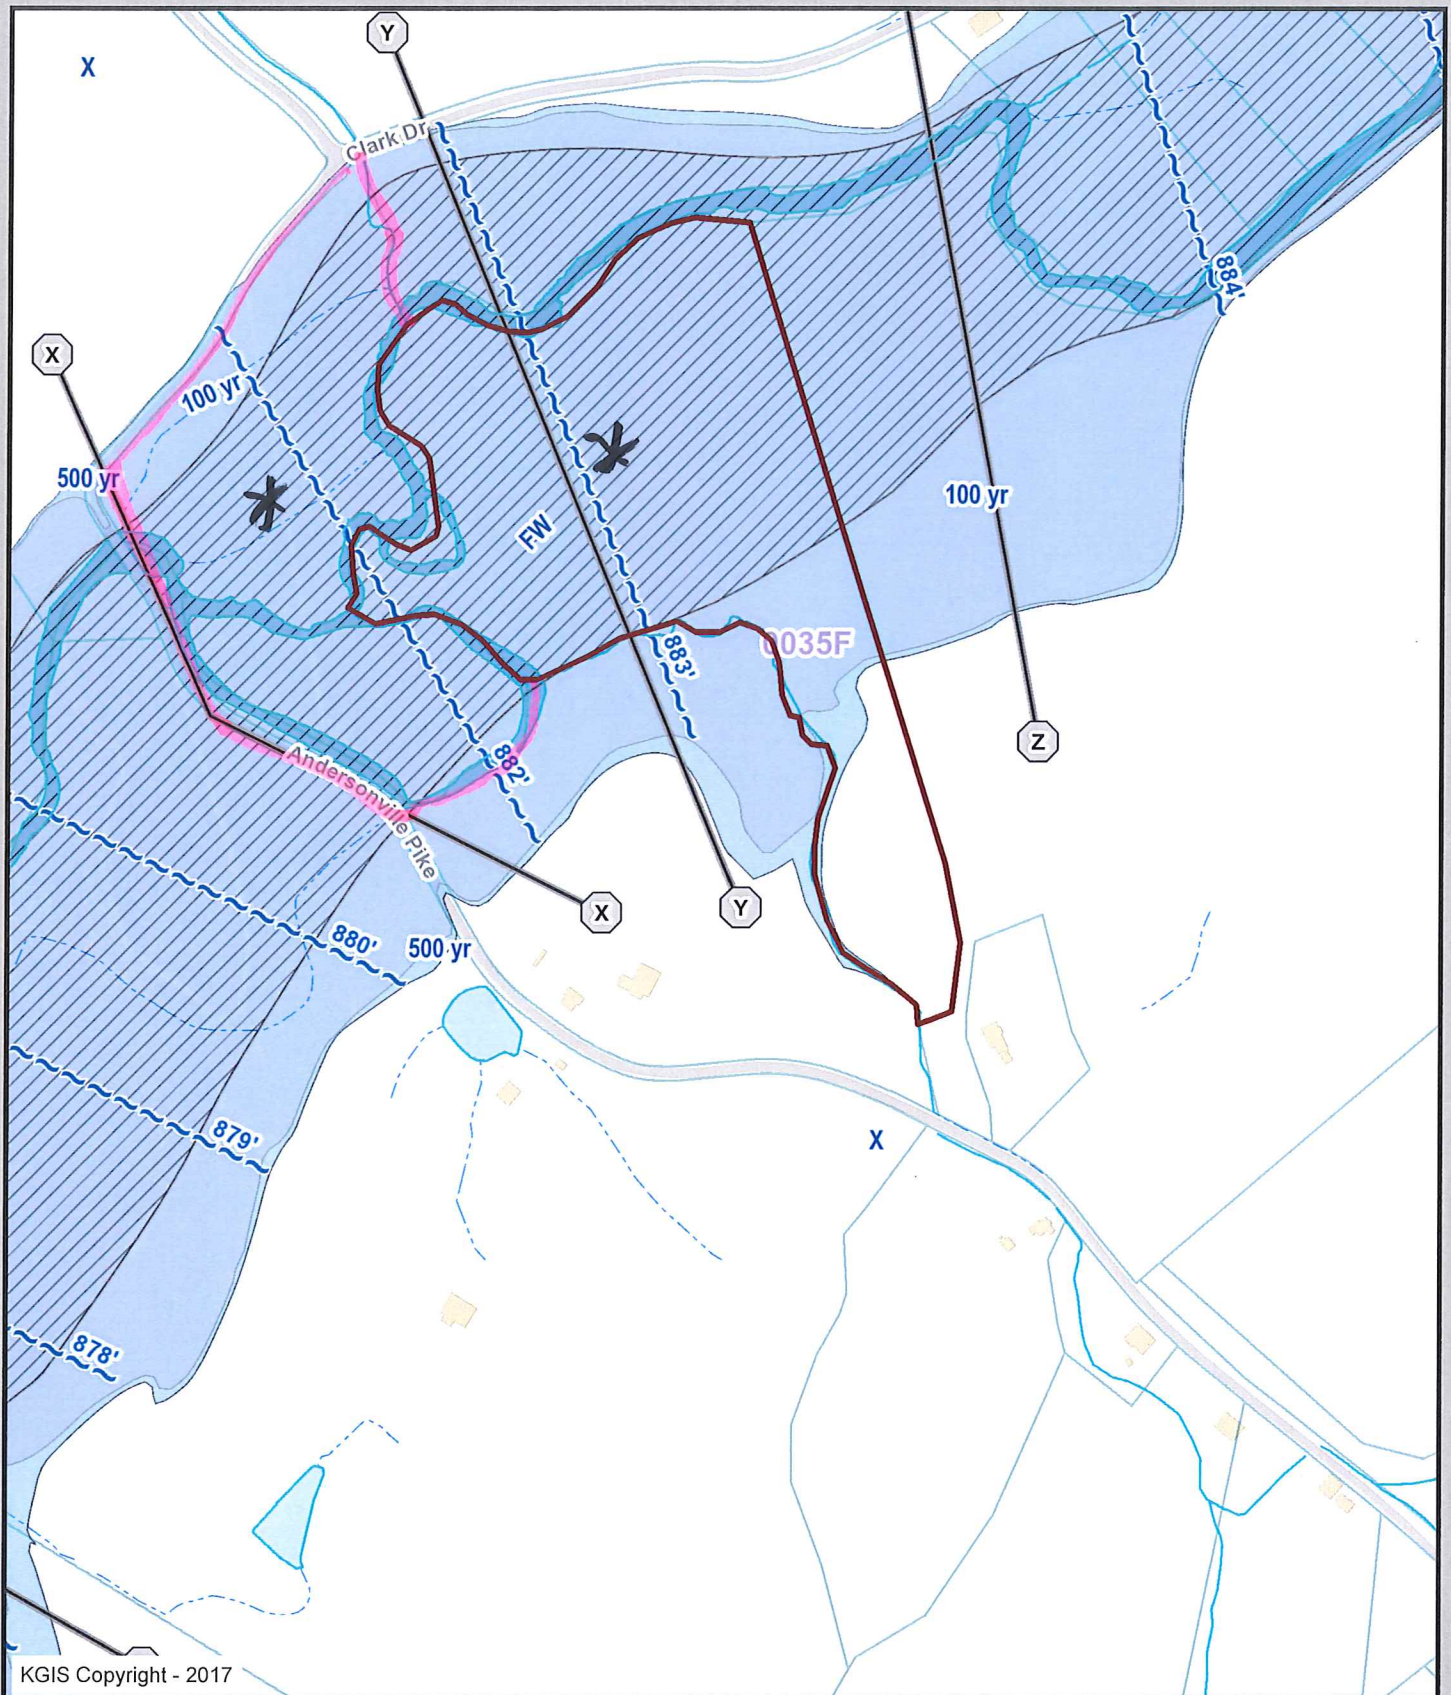 Y
X
Clark Dr
884'
X
100 yr
500 yr
100 yr
FW
0035F
883'
Z
882'
Andersonville Pike
X
Y
880'
500 yr
879'
X
878'
KGIS Copyright - 2017